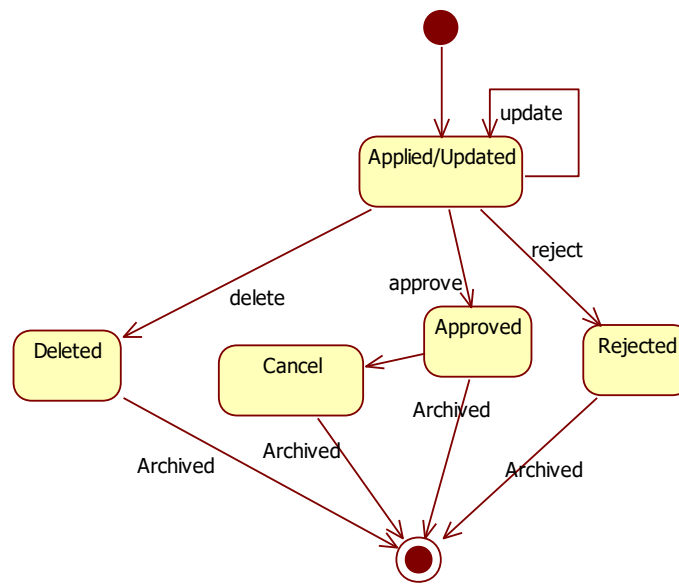 update
Applied/Updated
reject
delete
approve
Approved
Deleted
Cancel
Rejected
Archived
Archived
Archived
Archived